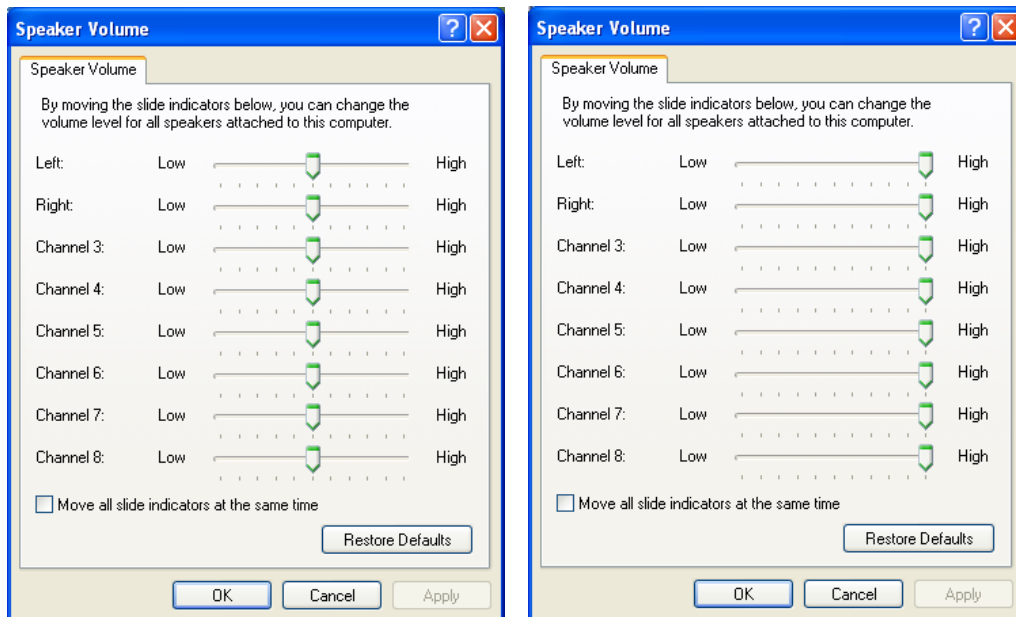 Speaker Volume
Speaker Volume
By moving the slide indicators below, you can change the
volume level for all speakers attached to this computer.
Left: Low High
Right: Low High
Channel 3: Low High
Channel 4: Low High
Channel 5: Low High
Channel 6: Low High
Channel 7: Low High
Channel 8: Low High
Move all slide indicators at the same time
Restore Defaults
OK Cancel Apply
Speaker Volume
Speaker Volume
By moving the slide indicators below, you can change the
volume level for all speakers attached to this computer.
Left: Low High
Right: Low High
Channel 3: Low High
Channel 4: Low High
Channel 5: Low High
Channel 6: Low High
Channel 7: Low High
Channel 8: Low High
Move all slide indicators at the same time
Restore Defaults
OK Cancel Apply